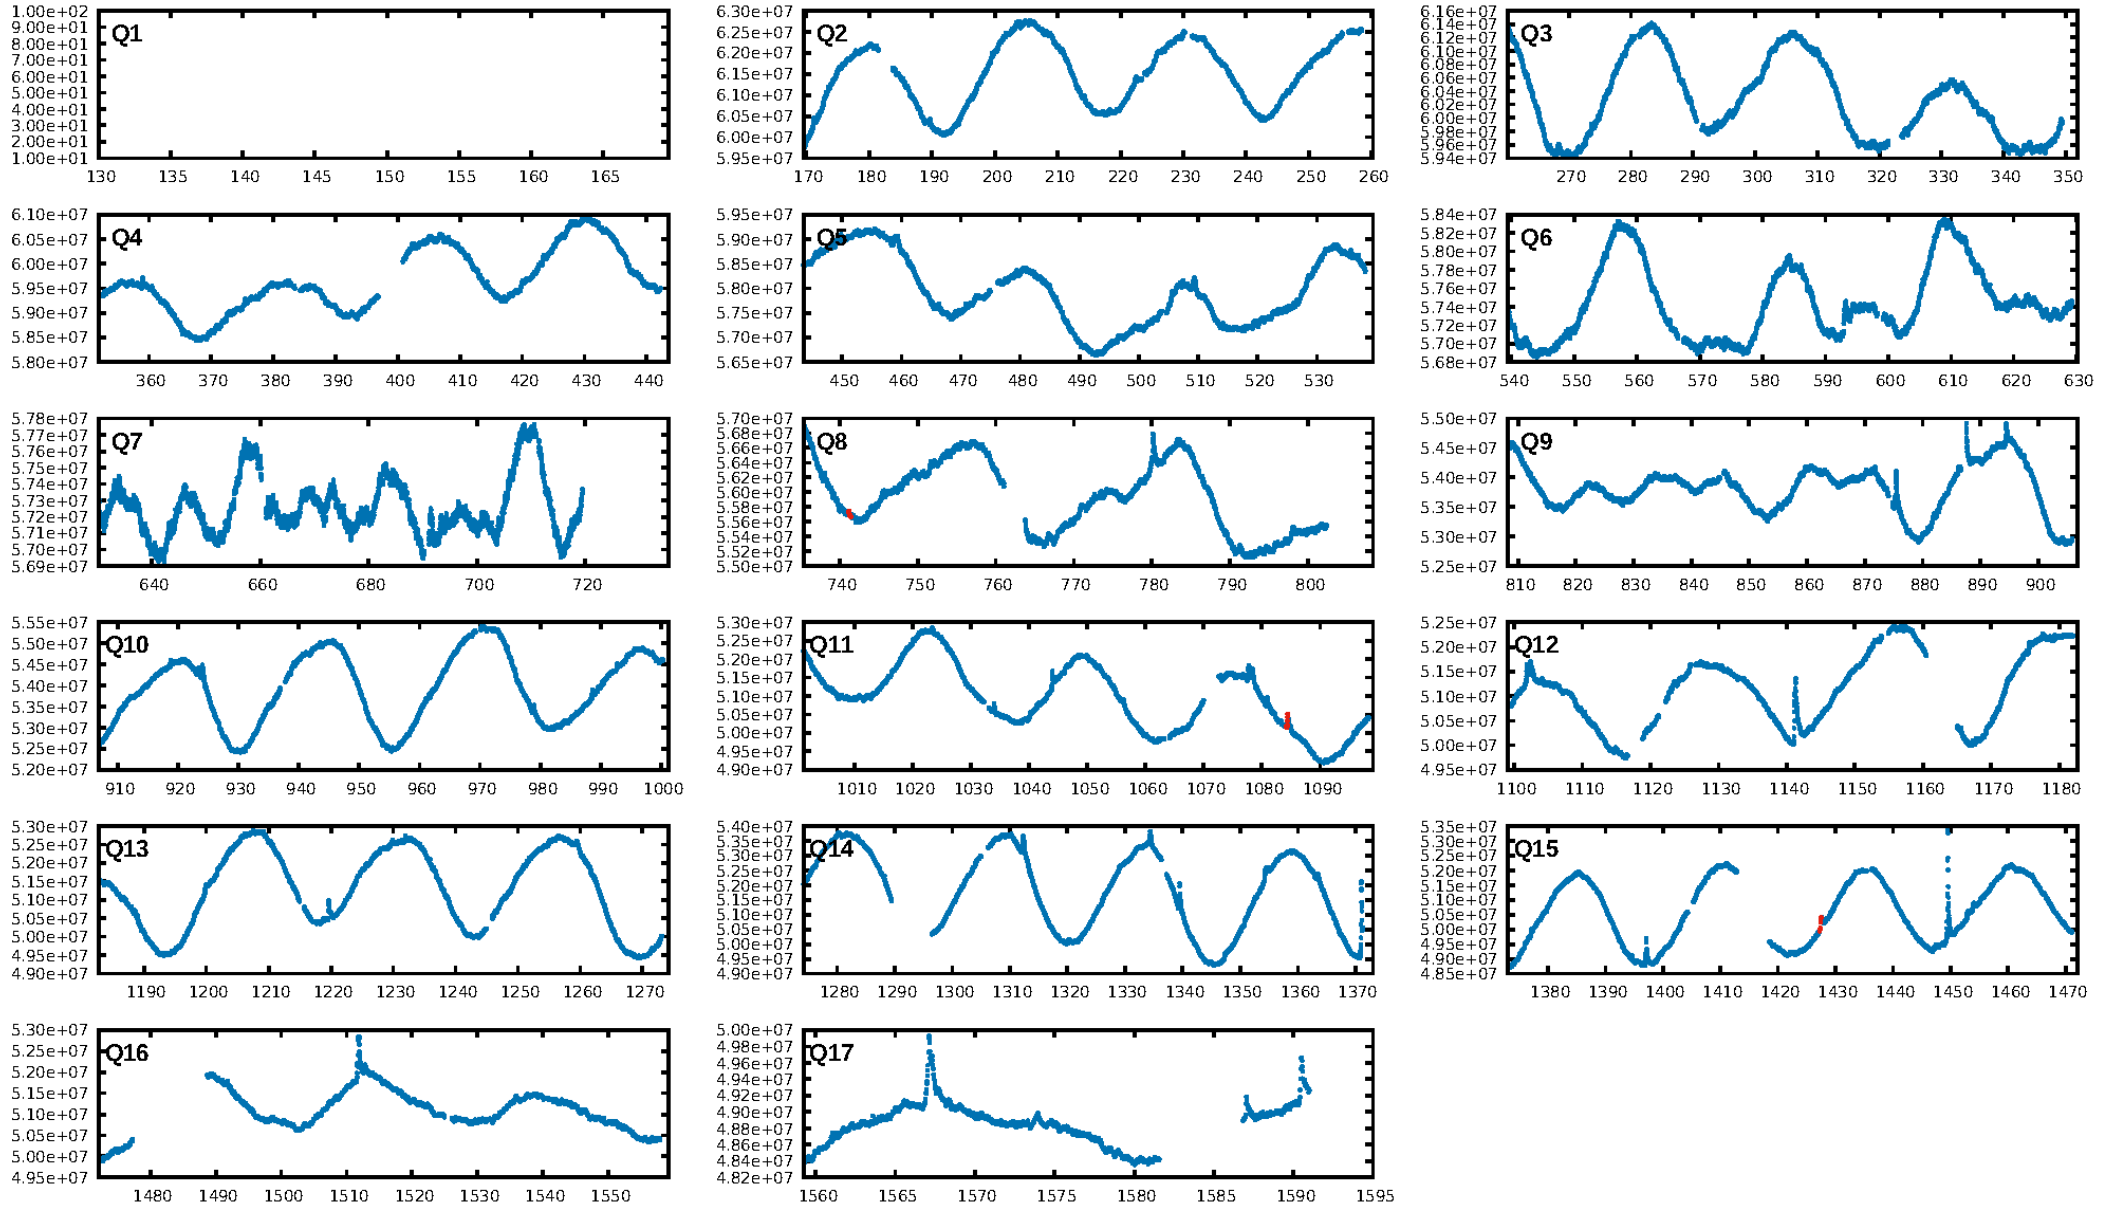 1.00e+02
9.00e+01
8.00e+01
7.00e+01
6.00e+01
5.00e+01
4.00e+01
3.00e+01
2.00e+01
1.00e+01
Q1
130 135 140 145 150 155 160 165
6.30e+07
6.25e+07
6.20e+07
6.15e+07
6.10e+07
6.05e+07
6.00e+07
5.95e+07
Q2
170 180 190 200 210 220 230 240 250 260
6.16e+07
6.14e+07
6.12e+07
6.10e+07
6.08e+07
6.06e+07
6.04e+07
6.02e+07
6.00e+07
5.98e+07
5.96e+07
5.94e+07
Q3
270 280 290 300 310 320 330 340 350
6.10e+07
6.05e+07
6.00e+07
5.95e+07
5.90e+07
5.85e+07
5.80e+07
Q4
360 370 380 390 400 410 420 430 440
5.95e+07
5.90e+07
5.85e+07
5.80e+07
5.75e+07
5.70e+07
5.65e+07
Q5
450 460 470 480 490 500 510 520 530
5.84e+07
5.82e+07
5.80e+07
5.78e+07
5.76e+07
5.74e+07
5.72e+07
5.70e+07
5.68e+07
Q6
540 550 560 570 580 590 600 610 620 630
5.78e+07
5.77e+07
5.76e+07
5.75e+07
5.74e+07
5.73e+07
5.72e+07
5.71e+07
5.70e+07
5.69e+07
Q7
640 660 680 700 720
5.70e+07
5.68e+07
5.66e+07
5.64e+07
5.62e+07
5.60e+07
5.58e+07
5.56e+07
5.54e+07
5.52e+07
5.50e+07
Q8
740 750 760 770 780 790 800
5.50e+07
5.45e+07
5.40e+07
5.35e+07
5.30e+07
5.25e+07
Q9
810 820 830 840 850 860 870 880 890 900
5.55e+07
5.50e+07
5.45e+07
5.40e+07
5.35e+07
5.30e+07
5.25e+07
5.20e+07
Q10
910 920 930 940 950 960 970 980 990 1000
5.30e+07
5.25e+07
5.20e+07
5.15e+07
5.10e+07
5.05e+07
5.00e+07
4.95e+07
4.90e+07
Q11
1010 1020 1030 1040 1050 1060 1070 1080 1090
5.25e+07
5.20e+07
5.15e+07
5.10e+07
5.05e+07
5.00e+07
4.95e+07
Q12
1100 1110 1120 1130 1140 1150 1160 1170 1180
5.30e+07
5.25e+07
5.20e+07
5.15e+07
5.10e+07
5.05e+07
5.00e+07
4.95e+07
4.90e+07
Q13
1190 1200 1210 1220 1230 1240 1250 1260 1270
5.40e+07
5.35e+07
5.30e+07
5.25e+07
5.20e+07
5.15e+07
5.10e+07
5.05e+07
5.00e+07
4.95e+07
4.90e+07
Q14
1280 1290 1300 1310 1320 1330 1340 1350 1360 1370
5.35e+07
5.30e+07
5.25e+07
5.20e+07
5.15e+07
5.10e+07
5.05e+07
5.00e+07
4.95e+07
4.90e+07
4.85e+07
Q15
1380 1390 1400 1410 1420 1430 1440 1450 1460 1470
5.30e+07
5.25e+07
5.20e+07
5.15e+07
5.10e+07
5.05e+07
5.00e+07
4.95e+07
Q16
1480 1490 1500 1510 1520 1530 1540 1550
5.00e+07
4.98e+07
4.96e+07
4.94e+07
4.92e+07
4.90e+07
4.88e+07
4.86e+07
4.84e+07
4.82e+07
Q17
1560 1565 1570 1575 1580 1585 1590 1595